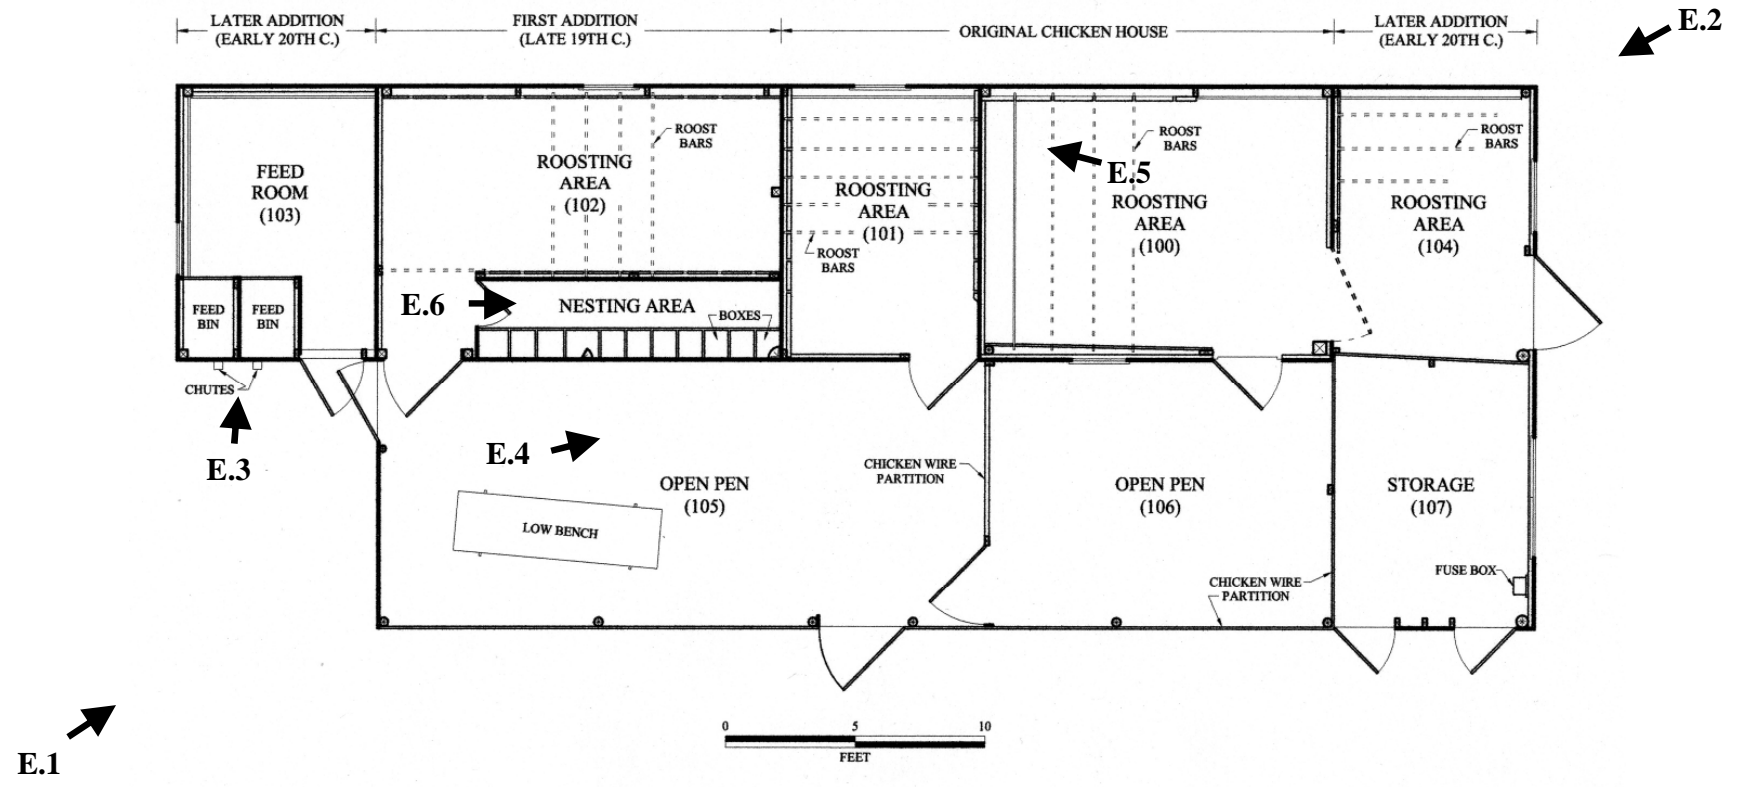 LATER ADDITION
(EARLY 20TH C.)
FIRST ADDITION
(LATE 19TH C.)
ORIGINAL CHICKEN HOUSE
LATER ADDITION
(EARLY 20TH C.)
E.2
FEED
ROOM
(103)
ROOSTING
AREA
(102)
ROOST
BARS
ROOSTING
AREA
(101)
ROOST
BARS
ROOST
BARS
E.5
ROOSTING
AREA
(100)
ROOST
BARS
ROOSTING
AREA
(104)
FEED
BIN
FEED
BIN
E.6
NESTING AREA
BOXES
CHUTES
E.3
E.4
OPEN PEN
(105)
LOW BENCH
CHICKEN WIRE
PARTITION
OPEN PEN
(106)
CHICKEN WIRE
PARTITION
STORAGE
(107)
FUSE BOX
E.1
0 5 10
FEET